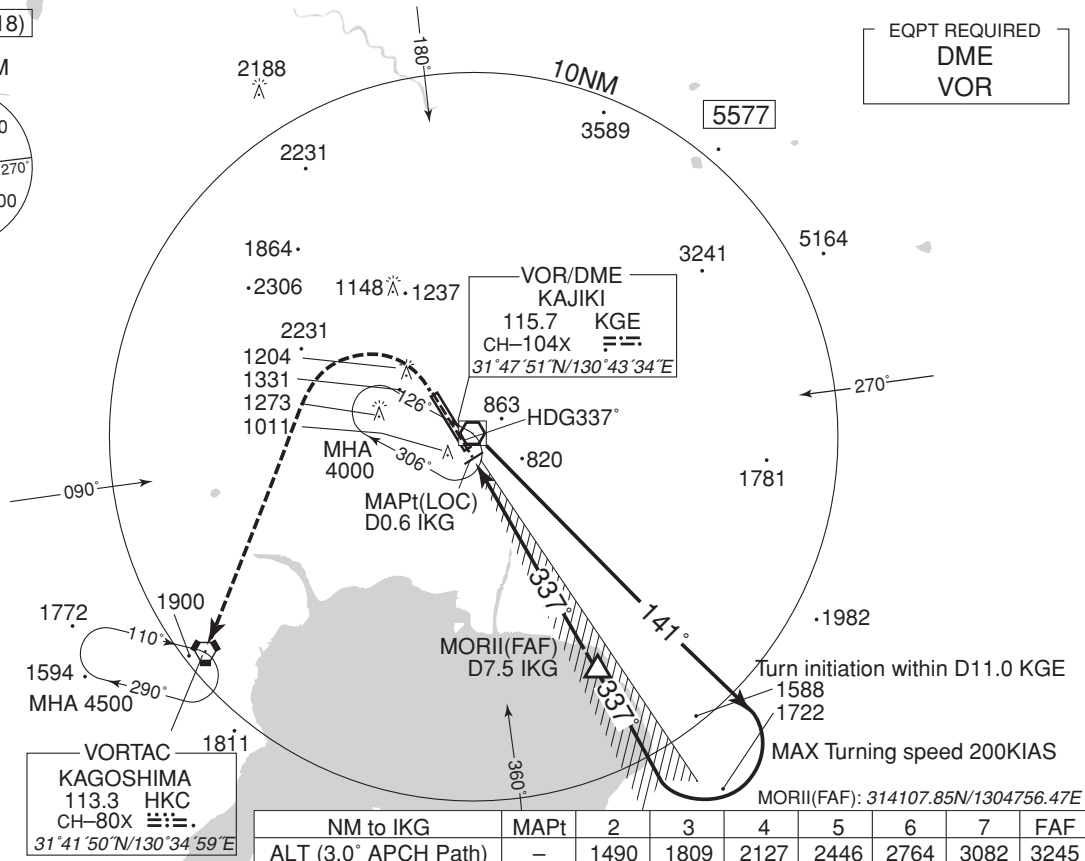 18)
M
0
270°
00
EQPT REQUIRED
DME
VOR
180°
2188
10NM
3589
5577
2231
1864
2306
1148
1237
3241
5164
VOR/DME
KAJIKI
115.7 KGE
CH–104X
31°47´51˝N/130°43´34˝E
2231
1204
1331
1273
1011
126°
306°
863
HDG337°
820
270°
1781
MHA
4000
MAPt(LOC)
D0.6 IKG
090°
337°
141°
1982
1772
1900
110°
1594
290°
MHA 4500
MORII(FAF)
D7.5 IKG
337°
Turn initiation within D11.0 KGE
1588
1722
MAX Turning speed 200KIAS
1811
360°
VORTAC
KAGOSHIMA
113.3 HKC
CH–80X
31°41´50˝N/130°34´59˝E
MORII(FAF): 314107.85N/1304756.47E
NM to IKG MAPt 2 3 4 5 6 7 FAF
ALT (3.0° APCH Path) – 1490 1809 2127 2446 2764 3082 3245